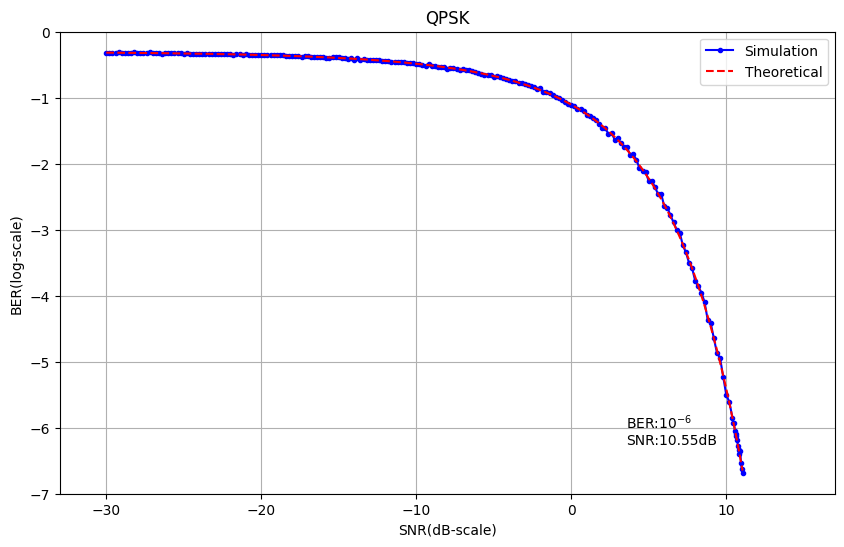 QPSK
Simulation
Theoretical
BER(log-scale)
0
−1
−2
−3
−4
−5
−6
−7
BER:10⁻⁶
SNR:10.55dB
−30
−20
−10
0
10
SNR(dB-scale)